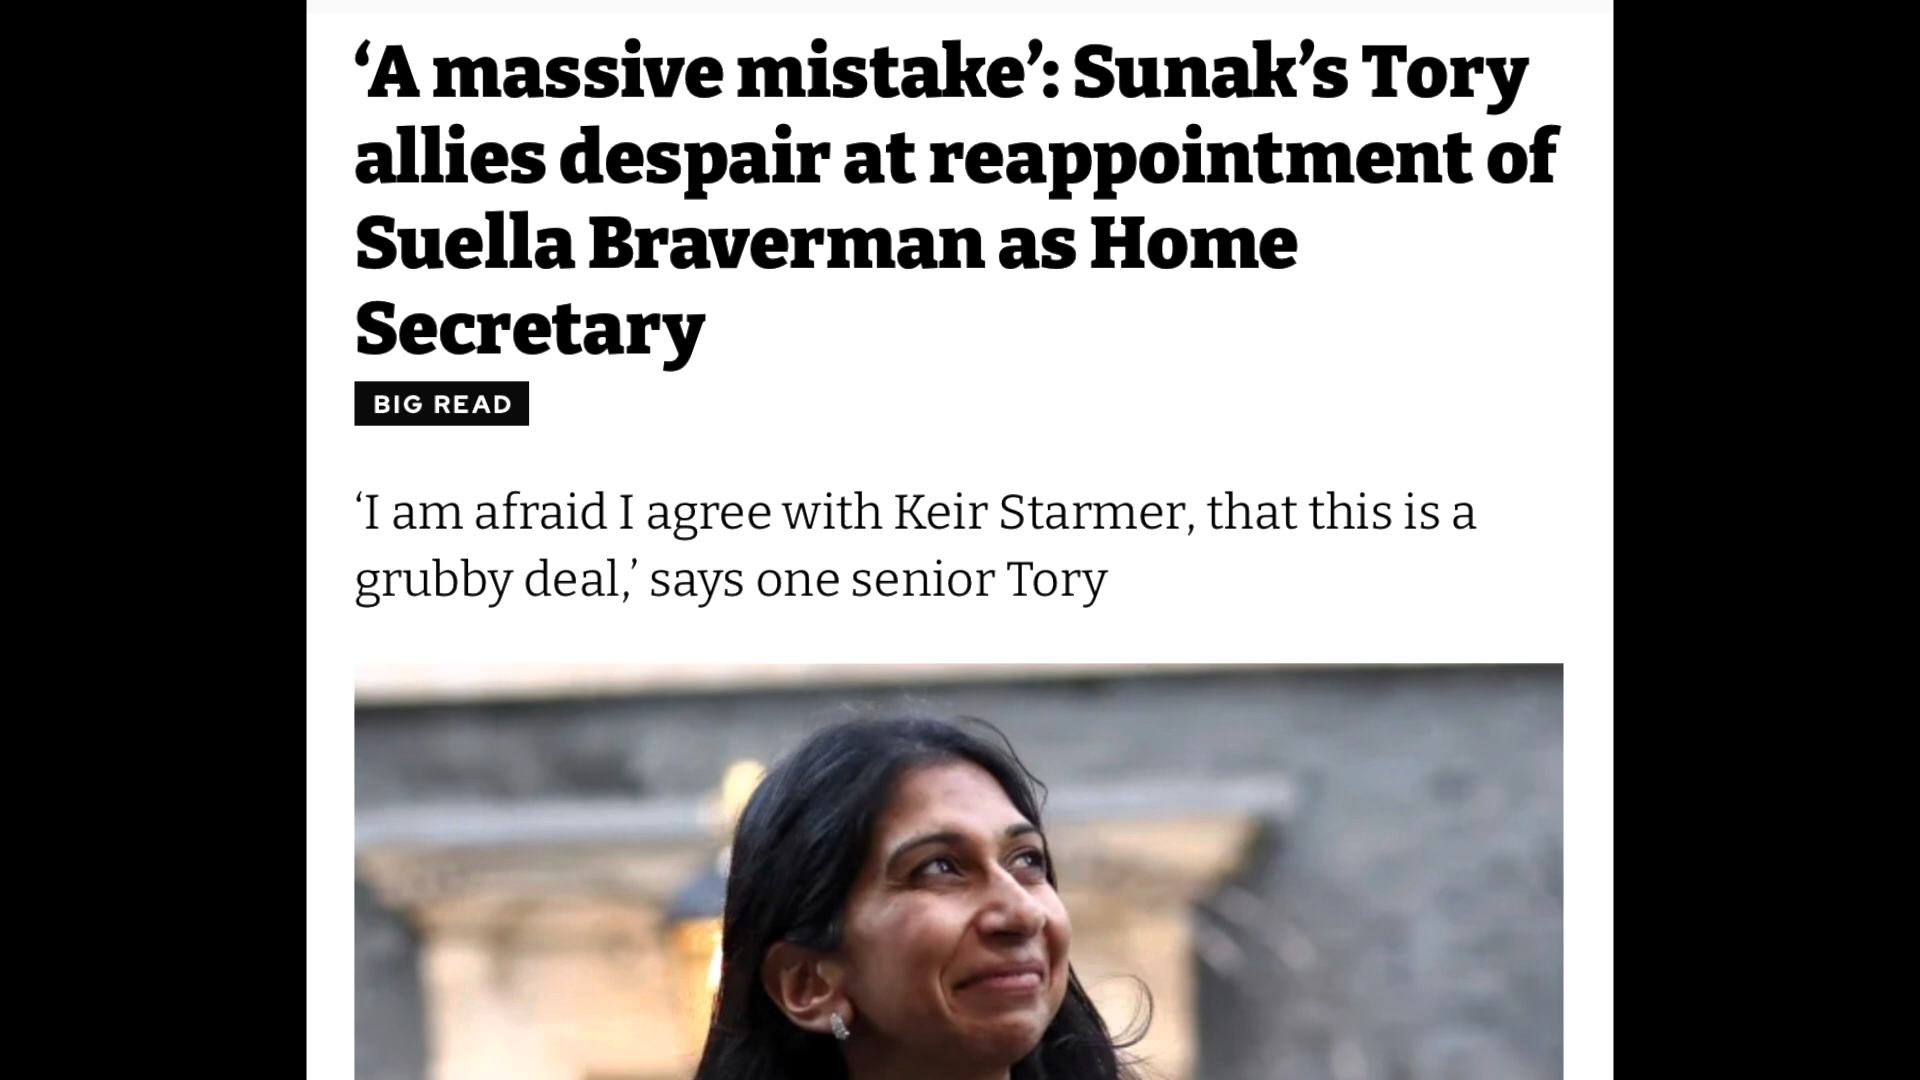 ‘A massive mistake’: Sunak’s Tory
allies despair at reappointment of
Suella Braverman as Home
Secretary
BIG READ
‘I am afraid I agree with Keir Starmer, that this is a
grubby deal,’ says one senior Tory